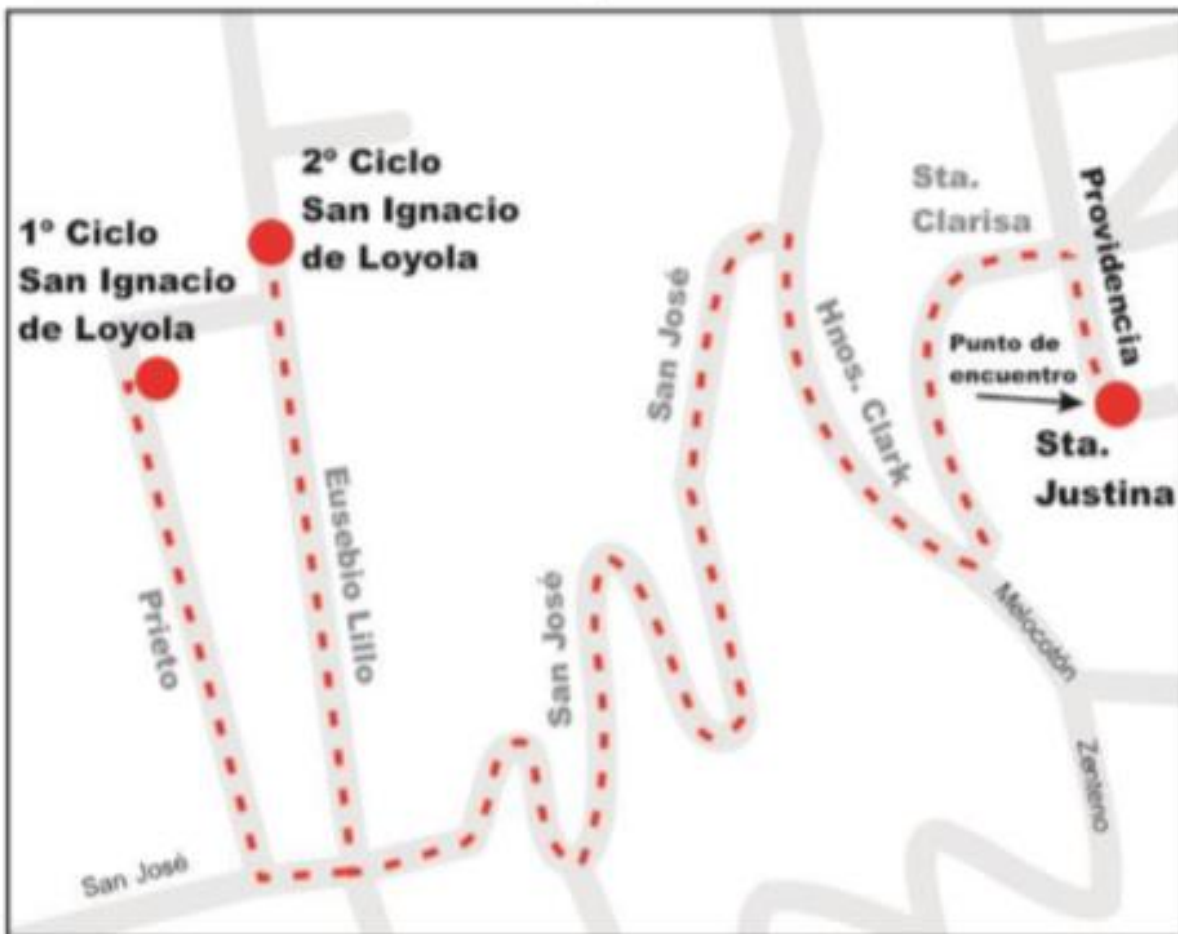 1º Ciclo
San Ignacio
de Loyola
2º Ciclo
San Ignacio
de Loyola
Sta.
Clarisa
Providencia
San José
Hnos. Clark
Punto de
encuentro
Sta.
Justina
Eusebio Lillo
Prieto
San José
Melocotón
Zenteno
San José